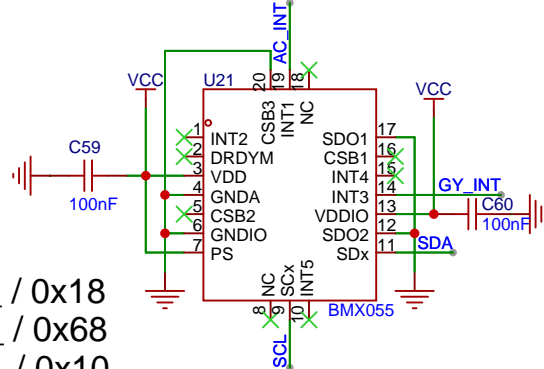 AC_INT
VCC
U21
20
19
18
CSB3
INT1
NC
VCC
C59
100nF
1
INT2
2
DRDYM
3
VDD
4
GNDA
5
CSB2
6
GNDIO
7
PS
SDO1
17
CSB1
16
INT4
15
INT3
14
GY_INT
VDDIO
13
C60
100nF
SDO2
12
SDx
11
SDA
NC
SCx
INT5
8
9
10
BMX055
SCL
/ 0x18
/ 0x68
/ 0x10